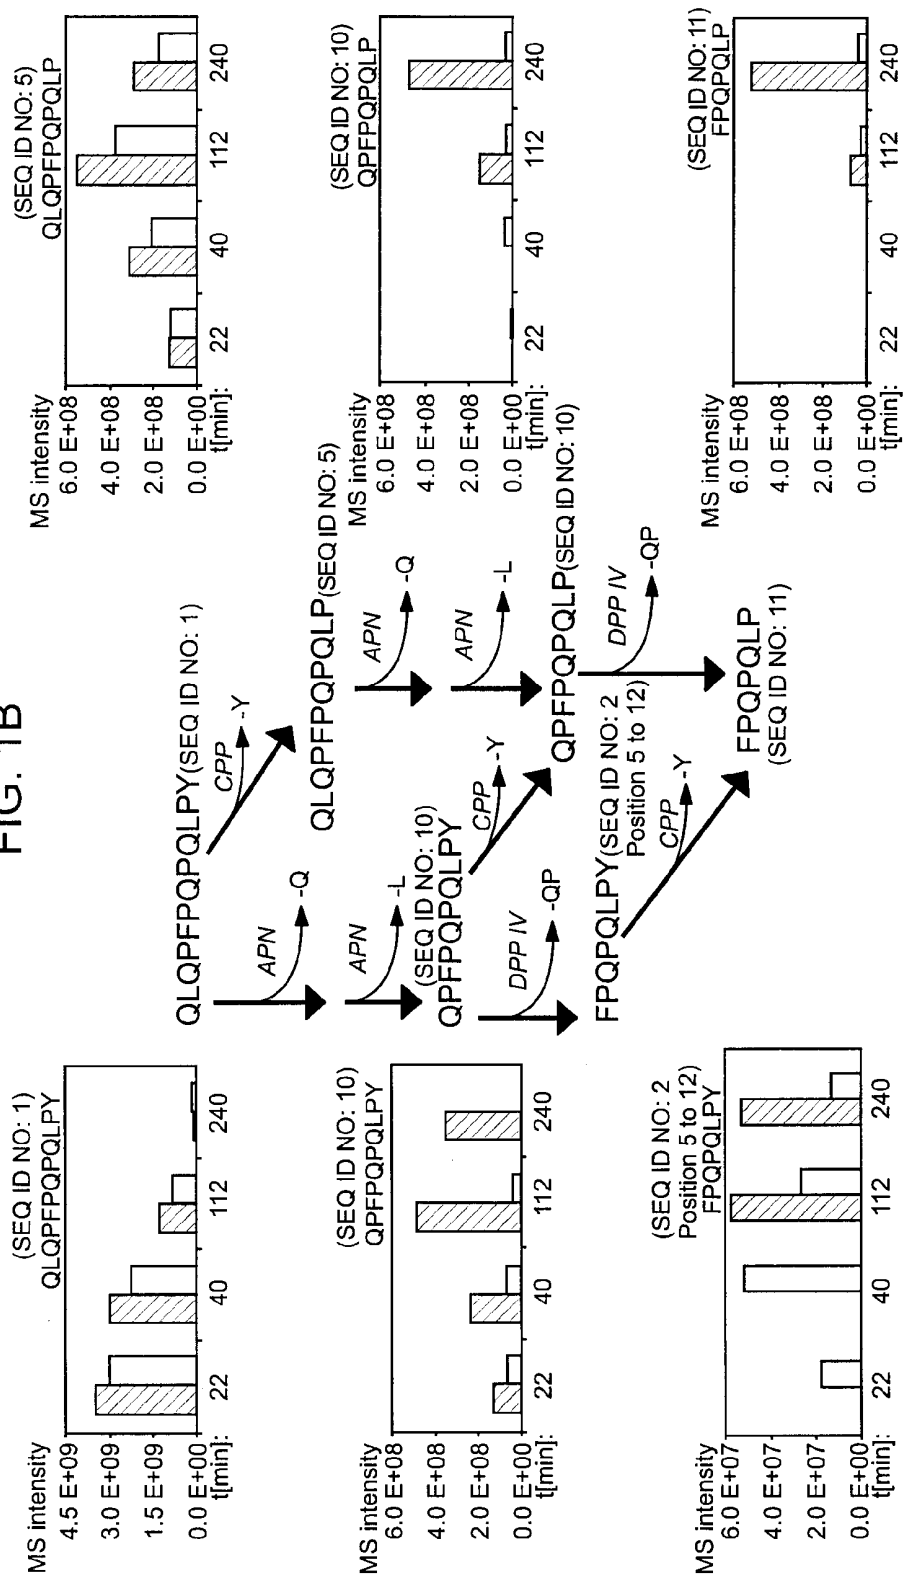 FIG. 1B
MS intensity
(SEQ ID NO: 1)
QLQPFPQPQLPY
4.5 E+09
3.0 E+09
1.5 E+09
0.0 E+00
t[min]:
22
40
112
240
MS intensity
(SEQ ID NO: 10)
QPFPQPQLPY
6.0 E+08
4.0 E+08
2.0 E+08
0.0 E+00
t[min]:
22
40
112
240
MS intensity
(SEQ ID NO: 2
Position 5 to 12)
FPQPQLPY
6.0 E+07
4.0 E+07
2.0 E+07
0.0 E+00
t[min]:
22
40
112
240
QLQPFPQPQLPY(SEQ ID NO: 1)
APN
-Q
CPP
-Y
QLQPFPQPQLP(SEQ ID NO: 5)
APN
-L
APN
-Q
(SEQ ID NO: 10)
QPFPQPQLPY
APN
-L
CPP
-Y
DPP IV
-QP
QPFPQPQLP(SEQ ID NO: 10)
FPQPQLPY(SEQ ID NO: 2
Position 5 to 12)
DPP IV
-QP
CPP
-Y
FPQPQLP
(SEQ ID NO: 11)
MS intensity
(SEQ ID NO: 5)
QLQPFPQPQLP
6.0 E+08
4.0 E+08
2.0 E+08
0.0 E+00
t[min]:
22
40
112
240
MS intensity
(SEQ ID NO: 10)
QPFPQPQLP
6.0 E+08
4.0 E+08
2.0 E+08
0.0 E+00
t[min]:
22
40
112
240
MS intensity
(SEQ ID NO: 11)
FPQPQLP
6.0 E+08
4.0 E+08
2.0 E+08
0.0 E+00
t[min]:
22
40
112
240